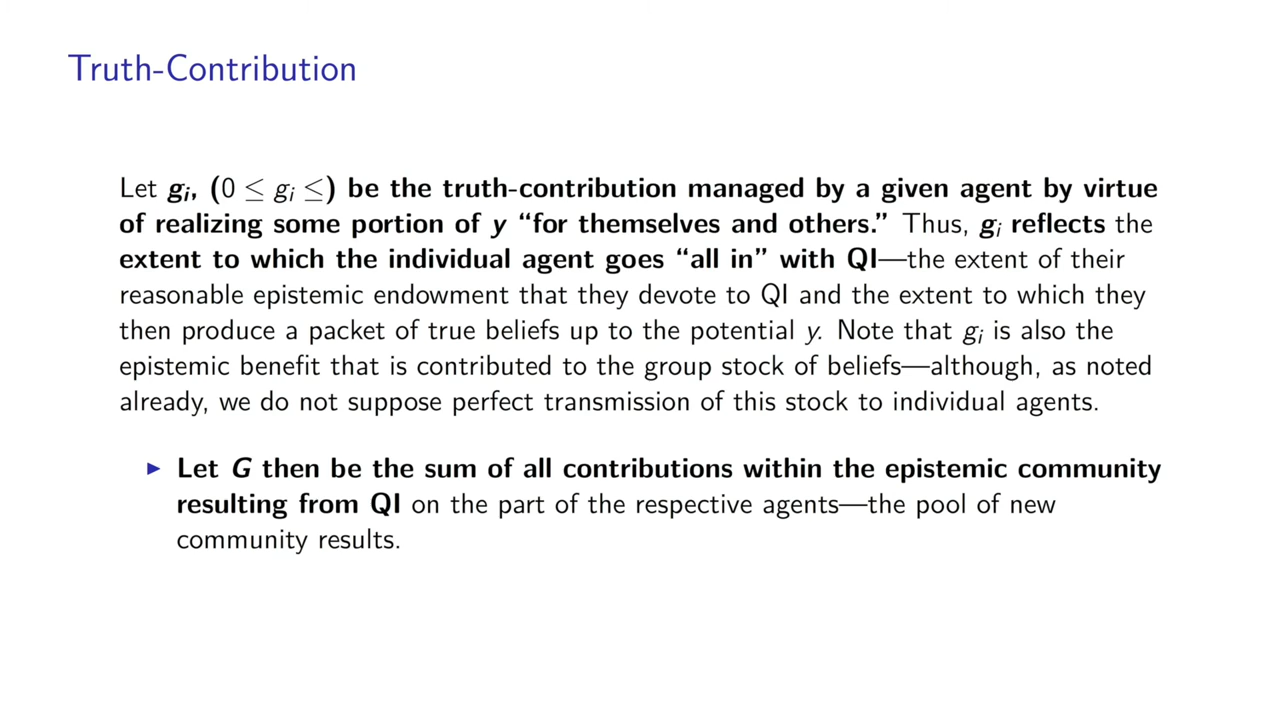 Truth-Contribution
Let gᵢ, (0 ≤ gᵢ ≤) be the truth-contribution managed by a given agent by virtue
of realizing some portion of y “for themselves and others.” Thus, gᵢ reflects the
extent to which the individual agent goes “all in” with QI—the extent of their
reasonable epistemic endowment that they devote to QI and the extent to which they
then produce a packet of true beliefs up to the potential y. Note that gᵢ is also the
epistemic benefit that is contributed to the group stock of beliefs—although, as noted
already, we do not suppose perfect transmission of this stock to individual agents.
▶ Let G then be the sum of all contributions within the epistemic community
resulting from QI on the part of the respective agents—the pool of new
community results.